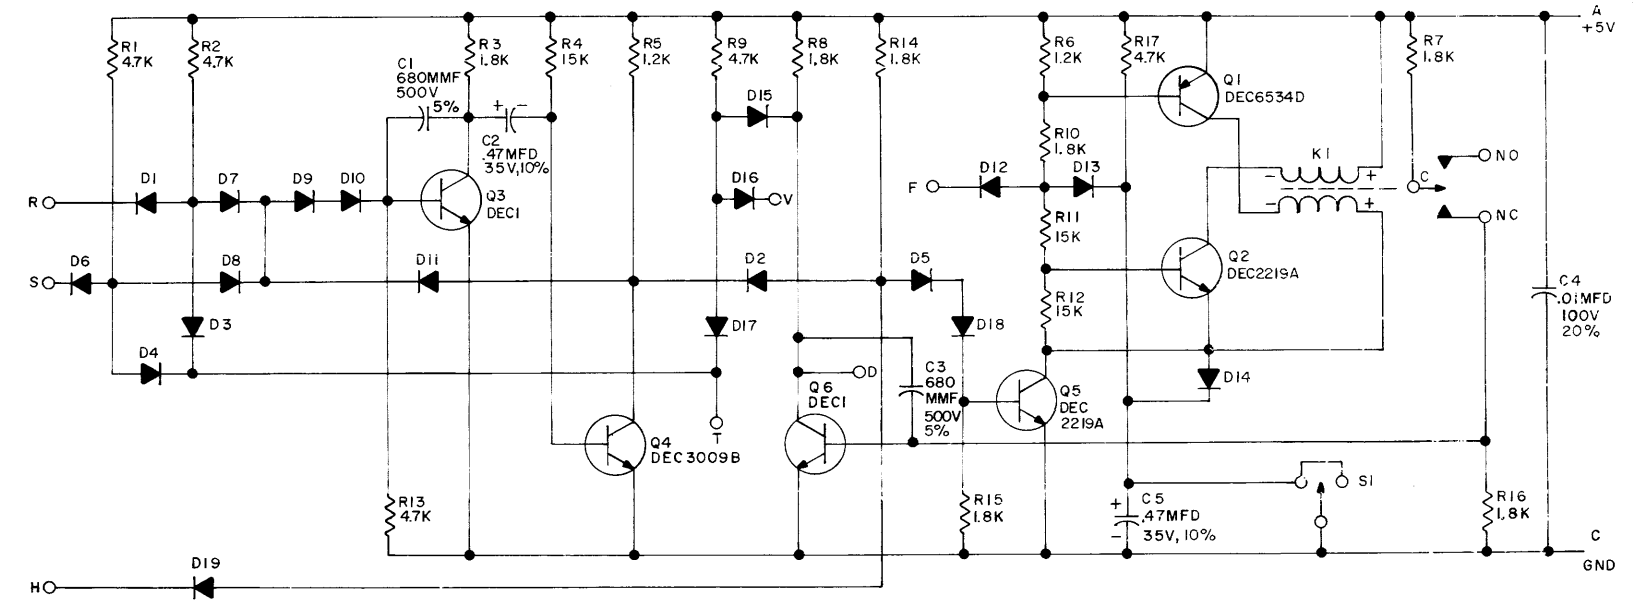 A
+5V
R1
4.7K
R2
4.7K
R3
1.8K
R4
15K
R5
1.2K
R9
4.7K
R8
1,8K
R14
1.8K
R6
1.2K
R17
4.7K
R7
1.8K
C1
680MMF
500V
5%
+ -
C2
.47MFD
35V,10%
D15
Q1
DEC6534D
R10
1.8K
K1
- +
- +
C
NO
NC
R
D1
D7
D9
D10
Q3
DEC1
D16
V
F
D12
D13
R11
15K
S
D6
D8
D11
D2
D5
Q2
DEC2219A
R12
15K
C4
.01MFD
100V
20%
D3
D4
D17
D18
D
C3
680
MMF
500V
5%
D14
Q6
DEC1
Q5
DEC
2219A
T
Q4
DEC3009B
R13
4.7K
R15
1.8K
+
-
C5
.47MFD
35V,10%
S1
R16
1,8K
C
GND
H
D19